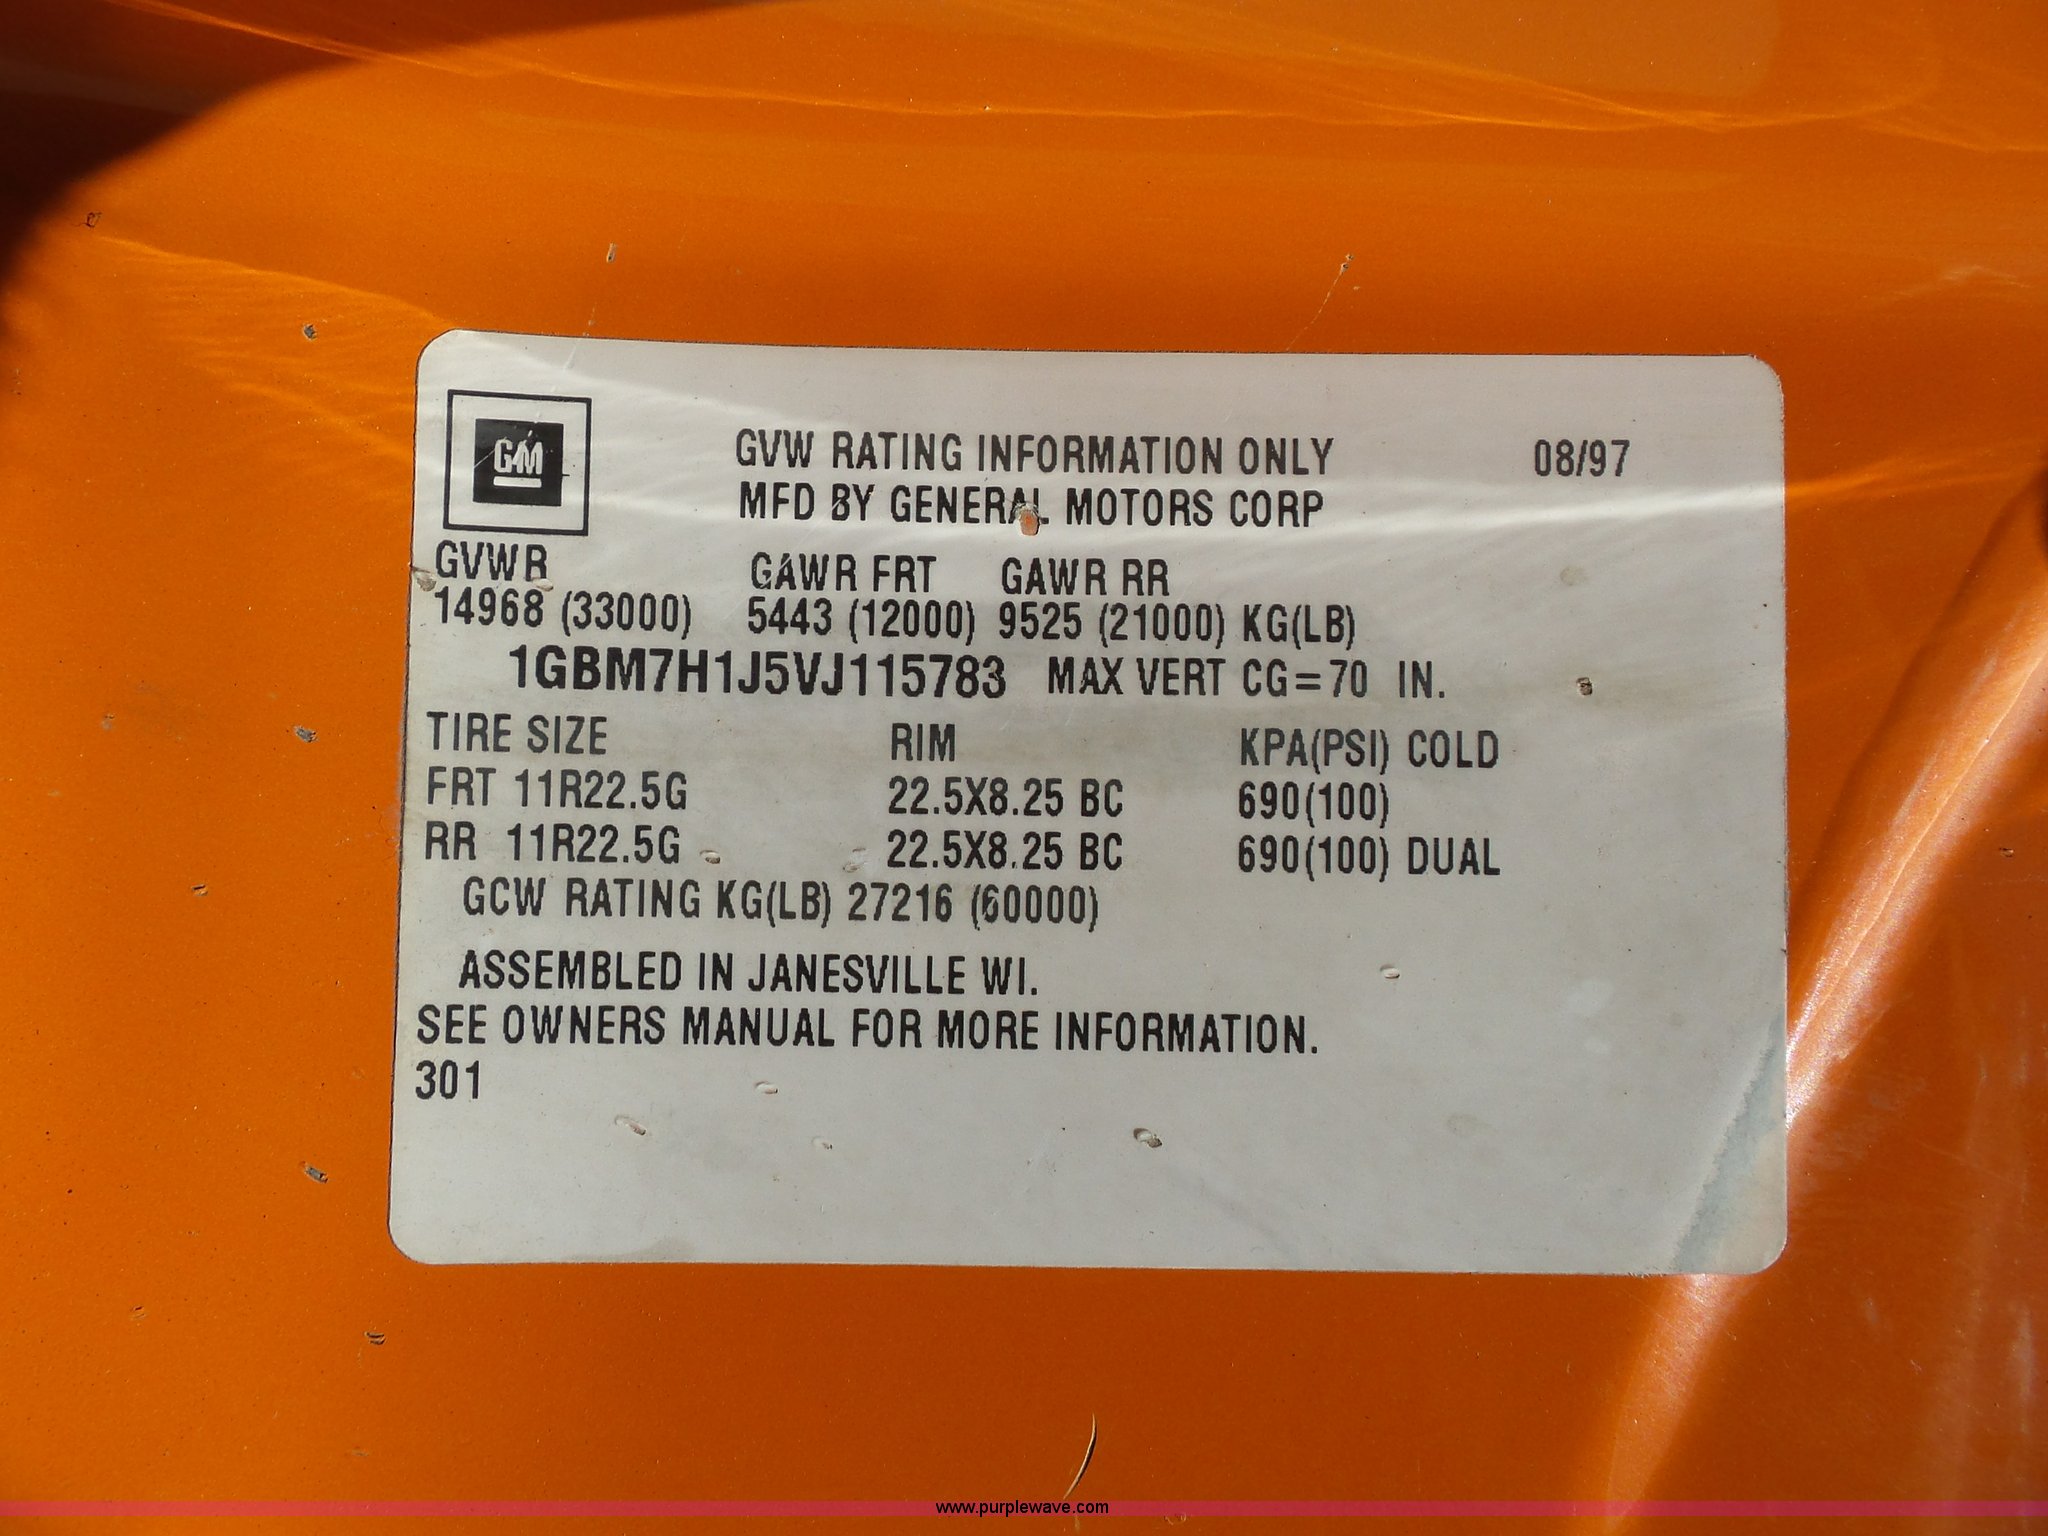 GM
GVW RATING INFORMATION ONLY 08/97
MFD BY GENERAL MOTORS CORP
GVWR GAWR FRT GAWR RR
14968 (33000) 5443 (12000) 9525 (21000) KG(LB)
1GBM7H1J5VJ115783 MAX VERT CG=70 IN.
TIRE SIZE RIM KPA(PSI) COLD
FRT 11R22.5G 22.5X8.25 BC 690(100)
RR 11R22.5G 22.5X8.25 BC 690(100) DUAL
GCW RATING KG(LB) 27216 (60000)
ASSEMBLED IN JANESVILLE WI.
SEE OWNERS MANUAL FOR MORE INFORMATION.
301
www.purplewave.com